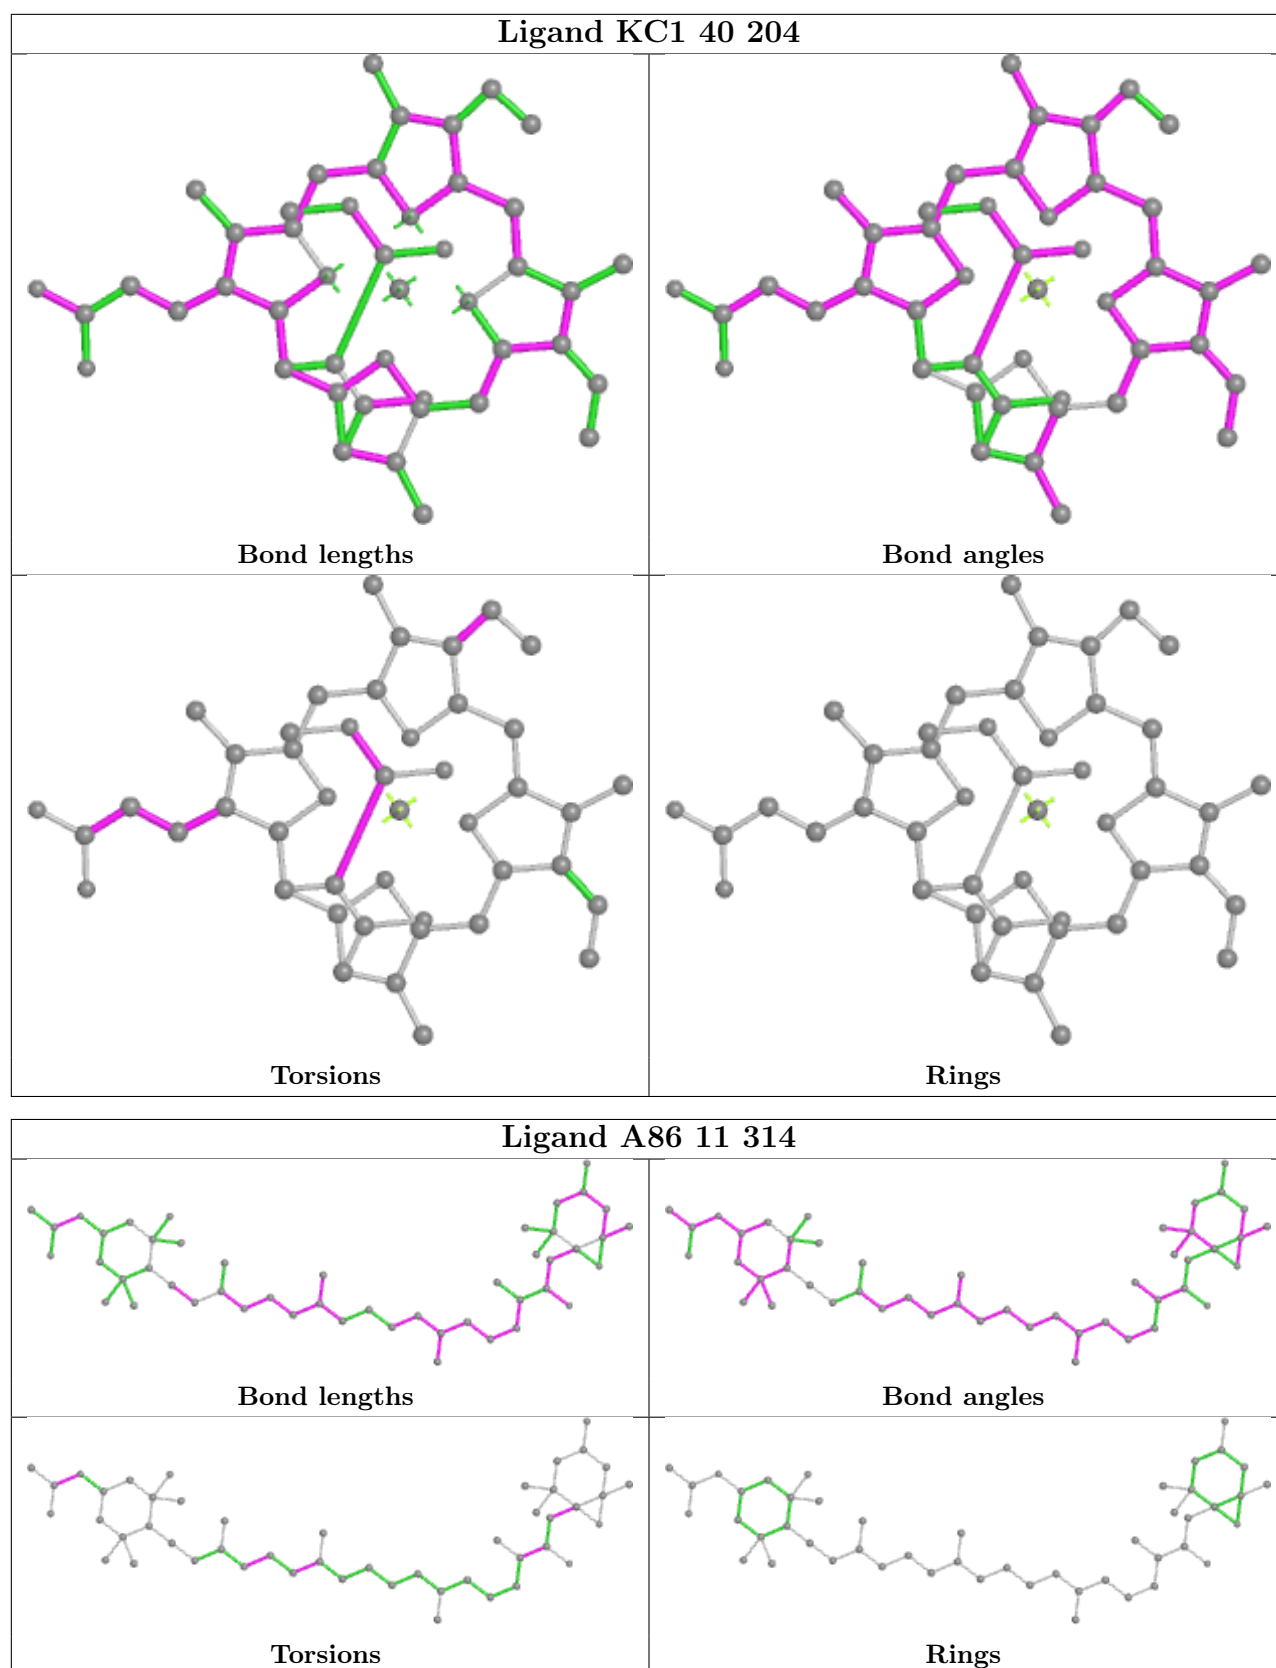 Ligand KC1 40 204
Bond lengths
Bond angles
Torsions
Rings
Ligand A86 11 314
Bond lengths
Bond angles
Torsions
Rings